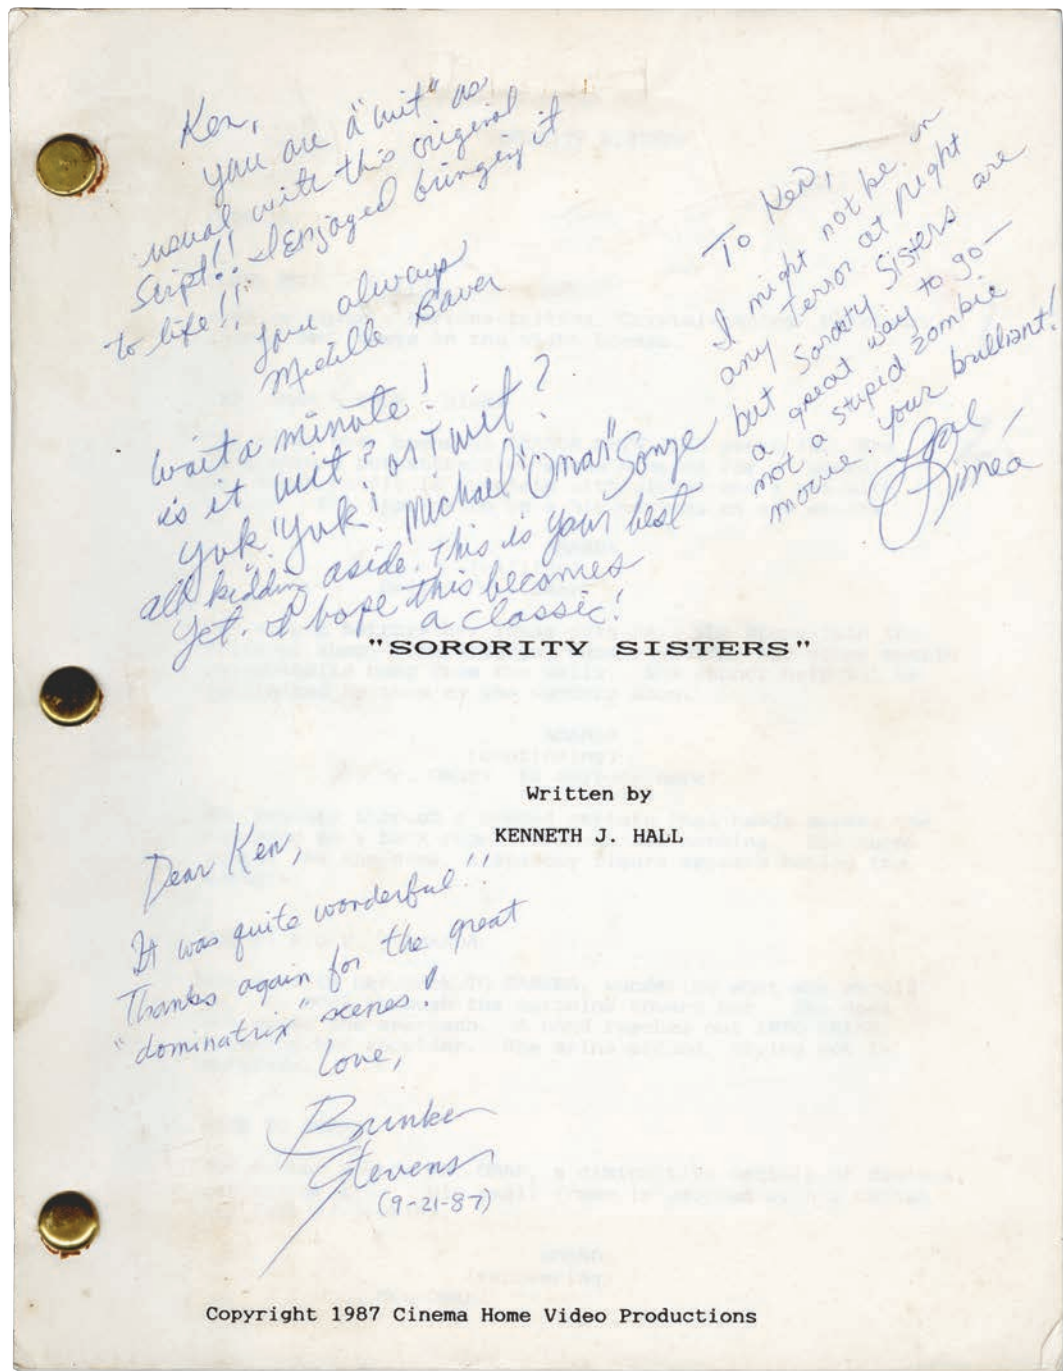 Ken,
you are a "wit" as
usual with this original
Script!! I enjoyed bringing it
to life!!
Love always
Michelle Bauer
To Ken,
I might not be in
any Terror at Night
but Sorority Sisters are
a great way to go—
not a stupid zombie
movie. Your brilliant!
Love
Linnea
Wait a minute!
is it wit? or Twit?
Yuk! Yuk! Michael "Omar" Sonye
all kidding aside. This is your best
yet. I hope this becomes
a classic!
"SORORITY SISTERS"
Written by
KENNETH J. HALL
Dear Ken,
It was quite wonderful!!
Thanks again for the great
"dominatrix" scenes!
Love,
Brinke
Stevens
(9-21-87)
Copyright 1987 Cinema Home Video Productions